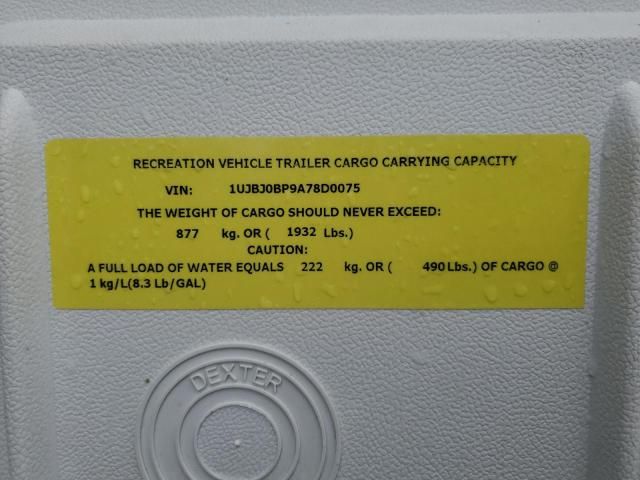 RECREATION VEHICLE TRAILER CARGO CARRYING CAPACITY
VIN: 1UJBJ0BP9A78D0075
THE WEIGHT OF CARGO SHOULD NEVER EXCEED:
877 kg. OR ( 1932 Lbs.)
CAUTION:
A FULL LOAD OF WATER EQUALS 222 kg. OR ( 490 Lbs.) OF CARGO @
1 kg/L(8.3 Lb/GAL)
DEXTER